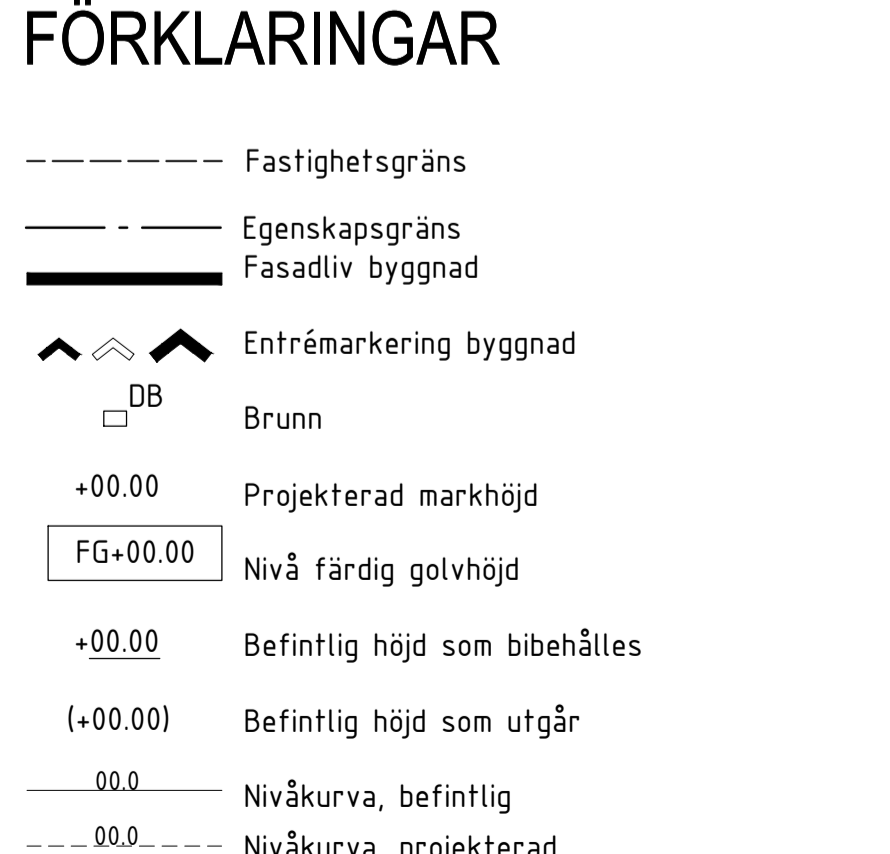 FÖRKLARINGAR
Fastighetsgräns
Egenskapsgräns
Fasadliv byggnad
Entrémarkering byggnad
DB
Brunn
+00.00 Projekterad markhöjd
FG+00.00 Nivå färdig golvhöjd
+00.00 Befintlig höjd som bibehålles
(+00.00) Befintlig höjd som utgår
00.0 Nivåkurva, befintlig
00.0 Nivåkurva, projekterad